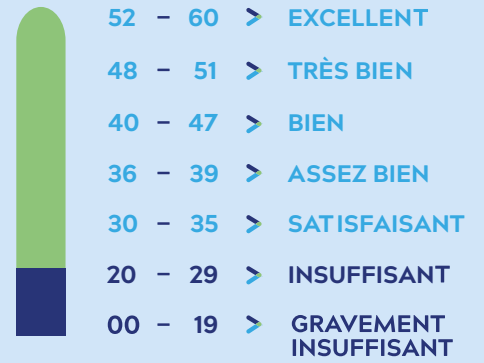 52 – 60 > EXCELLENT
48 – 51 > TRÈS BIEN
40 – 47 > BIEN
36 – 39 > ASSEZ BIEN
30 – 35 > SATISFAISANT
20 – 29 > INSUFFISANT
00 – 19 > GRAVEMENT
INSUFFISANT